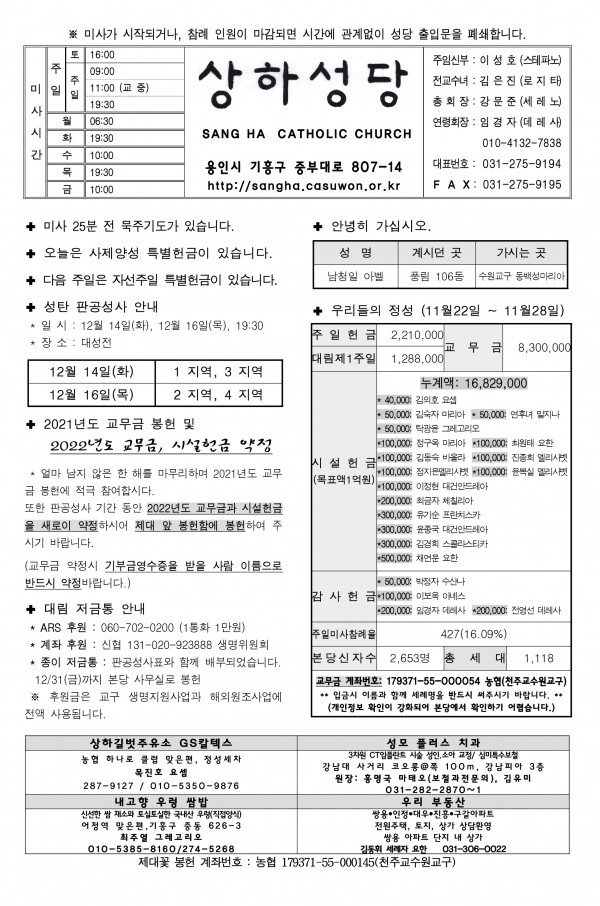 ※ 미사가 시작되거나, 참례 인원이 마감되면 시간에 관계없이 성당 출입문을 폐쇄합니다.
미사시간
주일 토 16:00
주일 09:00
11:00 (교 중)
19:30
월 06:30
화 19:30
수 10:00
목 19:30
금 10:00
상하성당
SANG HA CATHOLIC CHURCH
용인시 기흥구 중부대로 807-14
http://sangha.casuwon.or.kr
주임신부 : 이 성 호 (스테파노)
전교수녀 : 김 은 진 (로 지 타)
총 회 장 : 강 문 준 (세 레 노)
연령회장 : 임 경 자 (데 레 사)
010-4132-7838
대표번호 : 031-275-9194
F A X : 031-275-9195
✚ 미사 25분 전 묵주기도가 있습니다.
✚ 오늘은 사제양성 특별헌금이 있습니다.
✚ 다음 주일은 자선주일 특별헌금이 있습니다.
✚ 성탄 판공성사 안내
* 일 시 : 12월 14일(화), 12월 16일(목), 19:30
* 장 소 : 대성전
12월 14일(화) 1 지역, 3 지역
12월 16일(목) 2 지역, 4 지역
✚ 2021년도 교무금 봉헌 및
2022년도 교무금, 시설헌금 약정
* 얼마 남지 않은 한 해를 마무리하며 2021년도 교무
금 봉헌에 적극 참여합시다.
또한 판공성사 기간 동안 2022년도 교무금과 시설헌금
을 새로이 약정하시어 제대 앞 봉헌함에 봉헌하여 주
시기 바랍니다.
(교무금 약정시 기부금영수증을 받을 사람 이름으로
반드시 약정바랍니다.)
✚ 대림 저금통 안내
* ARS 후원 : 060-702-0200 (1통화 1만원)
* 계좌 후원 : 신협 131-020-923888 생명위원회
* 종이 저금통 : 판공성사표와 함께 배부되었습니다.
12/31(금)까지 본당 사무실로 봉헌
※ 후원금은 교구 생명지원사업과 해외원조사업에
전액 사용됩니다.
✚ 안녕히 가십시오.
성 명 계시던 곳 가시는 곳
남청일 아벨 풍림 106동 수원교구 동백성마리아
✚ 우리들의 정성 (11월22일 ~ 11월28일)
주 일 헌 금 2,210,000 교 무 금 8,300,000
대림제1주일 1,288,000
시 설 헌 금
(목표액1억원)
누계액: 16,829,000
* 40,000: 김의호 요셉
* 50,000: 김숙자 마리아 * 50,000: 연후녀 말지나
* 50,000: 탁광윤 그레고리오
*100,000: 정구옥 마리아 *100,000: 최원태 요한
*100,000: 김동숙 바울라 *100,000: 진종희 엘리사벳
*100,000: 정지은엘리사벳 *100,000: 윤복실 엘리사벳
*100,000: 이정현 대건안드레아
*200,000: 최금자 체칠리아
*300,000: 유기순 프란치스카
*300,000: 윤종국 대건안드레아
*300,000: 김경희 스콜라스티카
*500,000: 채연문 요한
감 사 헌 금
* 50,000: 박정자 수산나
*100,000: 이보옥 아녜스
*200,000: 임경자 데레사 *200,000: 전영선 데레사
주일미사참례율 427(16.09%)
본 당 신 자 수 2,653명 총 세 대 1,118
교무금 계좌번호: 179371-55-000054 농협(천주교수원교구)
** 입금시 이름과 함께 세례명을 반드시 써주시기 바랍니다. **
(개인정보 확인이 강화되어 본당에서 확인하기 어렵습니다.)
상하길벗주유소 GS칼텍스
농협 하나로 클럽 맞은편, 정성세차
목진호 요셉
287-9127 / 010-5350-9876
성모 플러스 치과
3차원 CT임플란트 시술 성인,소아 교정/ 심미특수보철
강남대 사거리 코오롱@쪽 100m, 강남피아 3층
원장: 홍명국 마태오(보철과전문의), 김유미
031-282-2870~1
내고향 우렁 쌈밥
신선한 쌈 채소와 토실토실한 국내산 우렁(직접양식)
어정역 맞은편,기흥구 중동 626-3
최주열 그레고리오
010-5385-8160/274-5268
우리 부동산
쌍용•인정•대우•진흥•구갈아파트
전원주택, 토지, 상가 상담환영
쌍용 아파트 단지 내 상가
김동휘 세례자 요한 031-306-0022
제대꽃 봉헌 계좌번호 : 농협 179371-55-000145(천주교수원교구)